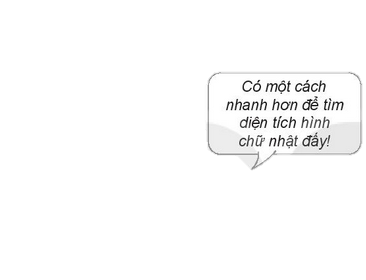 Có một cách
nhanh hơn để tìm
diện tích hình
chữ nhật đấy!